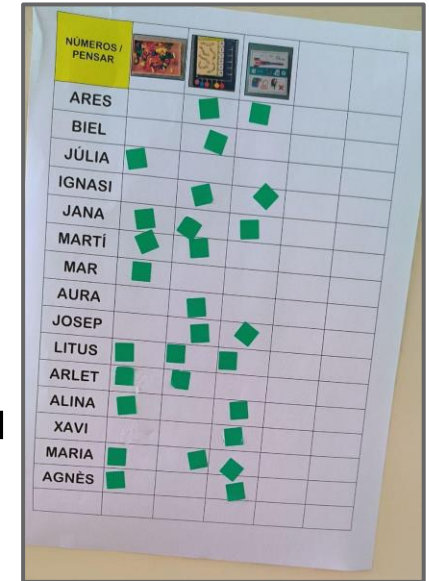 NÚMEROS /
PENSAR
ARES
BIEL
JÚLIA
IGNASI
JANA
MARTÍ
MAR
AURA
JOSEP
LITUS
ARLET
ALINA
XAVI
MARIA
AGNÈS